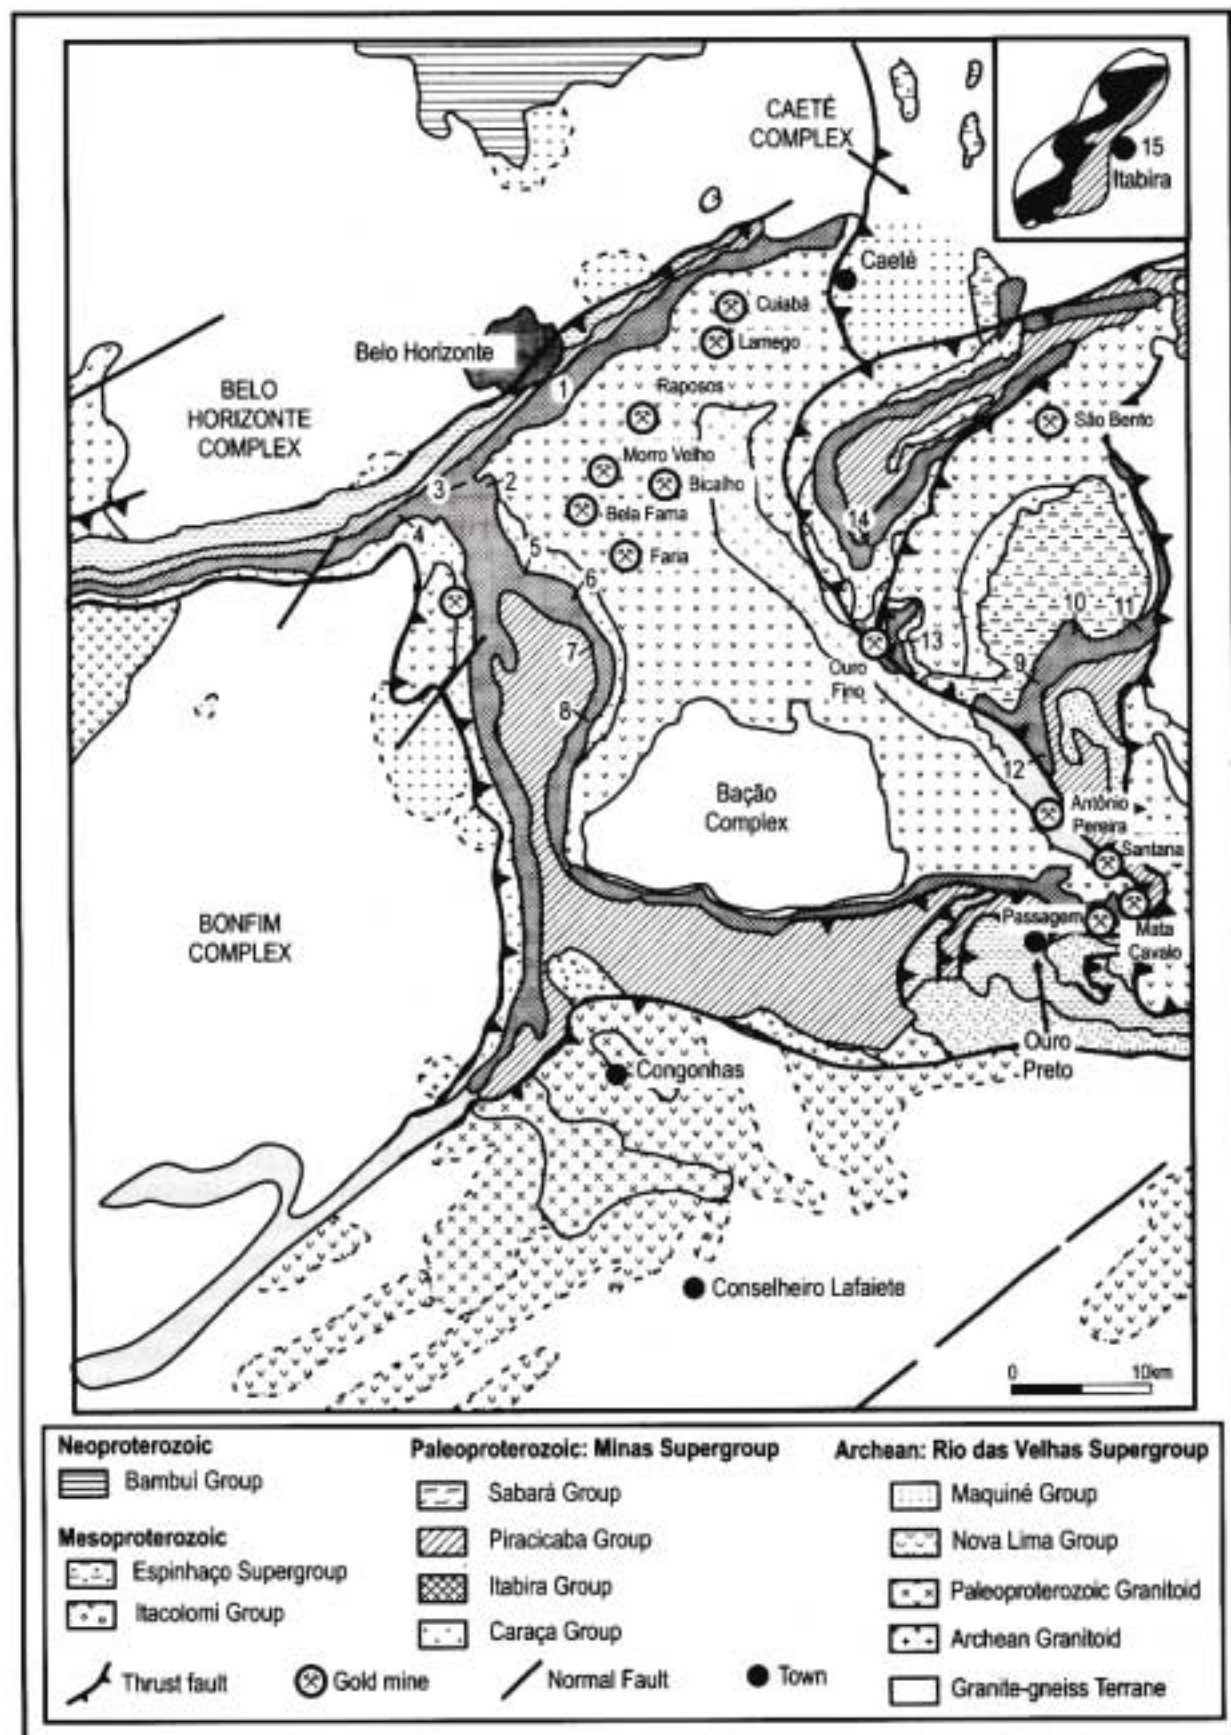 CAETÉ
COMPLEX
15
Itabira
Caeté
Cuiabá
Lamego
Belo Horizonte
1
Raposos
BELO
HORIZONTE
COMPLEX
São Bento
Morro Velho
3
2
Bicalho
Bela Fama
14
4
5
Faria
6
10
11
7
13
9
Ouro
Fino
8
12
Bação
Complex
Antônio
Pereira
Santana
BONFIM
COMPLEX
Passagem
Mata
Cavalo
Ouro
Preto
Congonhas
Conselheiro Lafaiete
0
10km
Neoproterozoic
Bambuí Group
Mesoproterozoic
Espinhaço Supergroup
Itacolomi Group
Paleoproterozoic: Minas Supergroup
Sabará Group
Piracicaba Group
Itabira Group
Caraça Group
Archean: Rio das Velhas Supergroup
Maquiné Group
Nova Lima Group
Paleoproterozoic Granitoid
Archean Granitoid
Granite-gneiss Terrane
Thrust fault
Gold mine
Normal Fault
Town